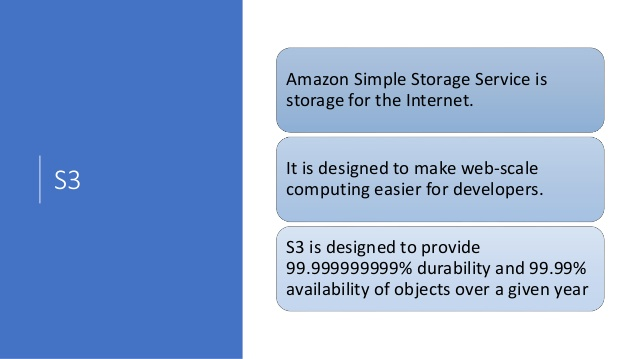 S3
Amazon Simple Storage Service is
storage for the Internet.
It is designed to make web-scale
computing easier for developers.
S3 is designed to provide
99.999999999% durability and 99.99%
availability of objects over a given year